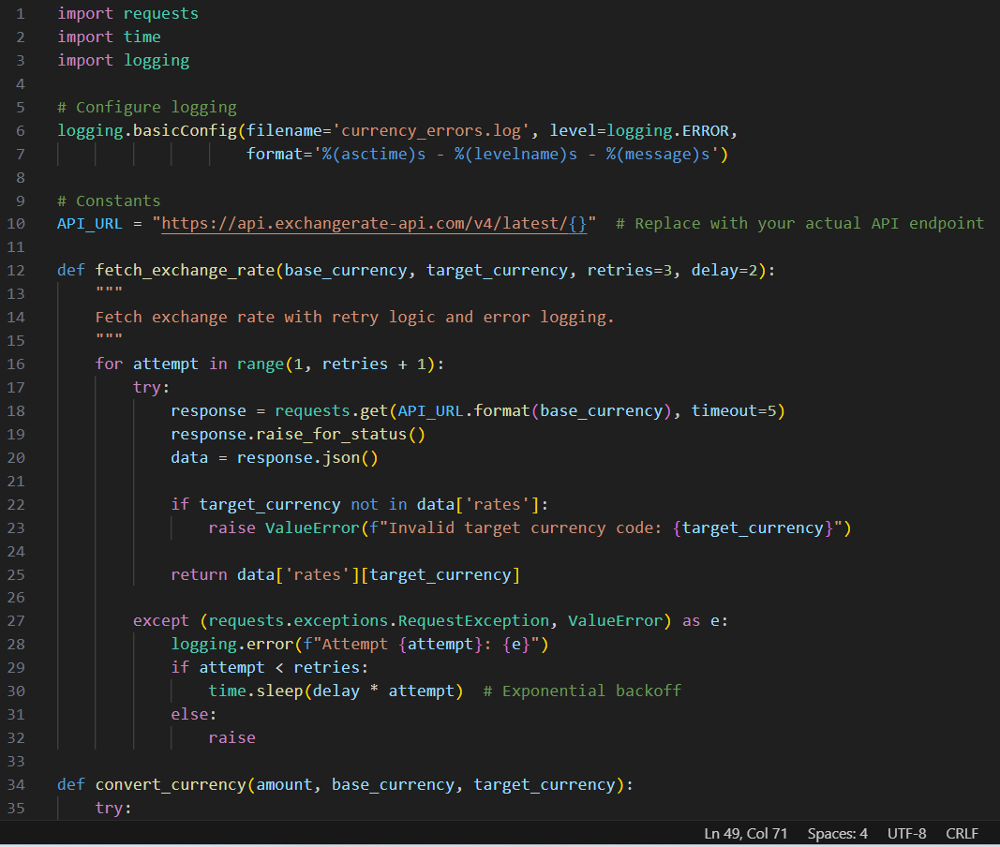 1 import requests
2 import time
3 import logging
4
5 # Configure logging
6 logging.basicConfig(filename='currency_errors.log', level=logging.ERROR,
7                     format='%(asctime)s - %(levelname)s - %(message)s')
8
9 # Constants
10 API_URL = "https://api.exchangerate-api.com/v4/latest/{}"  # Replace with your actual API endpoint
11
12 def fetch_exchange_rate(base_currency, target_currency, retries=3, delay=2):
13     """
14     Fetch exchange rate with retry logic and error logging.
15     """
16     for attempt in range(1, retries + 1):
17         try:
18             response = requests.get(API_URL.format(base_currency), timeout=5)
19             response.raise_for_status()
20             data = response.json()
21
22             if target_currency not in data['rates']:
23                 raise ValueError(f"Invalid target currency code: {target_currency}")
24
25             return data['rates'][target_currency]
26
27         except (requests.exceptions.RequestException, ValueError) as e:
28             logging.error(f"Attempt {attempt}: {e}")
29             if attempt < retries:
30                 time.sleep(delay * attempt)  # Exponential backoff
31             else:
32                 raise
33
34 def convert_currency(amount, base_currency, target_currency):
35     try:
Ln 49, Col 71 Spaces: 4 UTF-8 CRLF